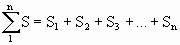 n
∑S = S₁ + S₂ + S₃ + ... + Sₙ
1